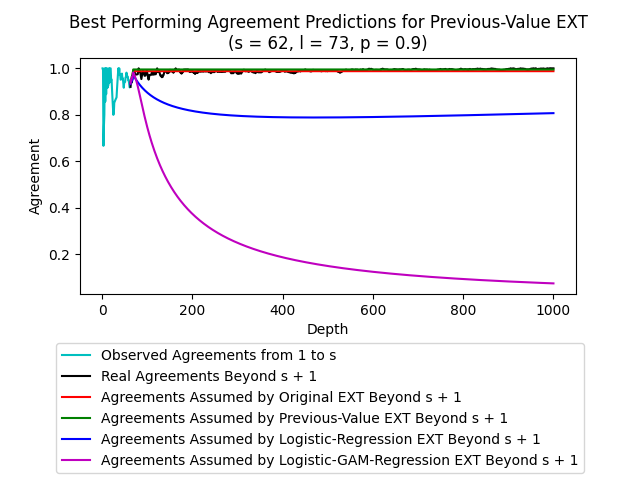 Best Performing Agreement Predictions for Previous-Value EXT
(s = 62, l = 73, p = 0.9)
1.0
0.8
0.6
0.4
0.2
Agreement
0 200 400 600 800 1000
Depth
Observed Agreements from 1 to s
Real Agreements Beyond s + 1
Agreements Assumed by Original EXT Beyond s + 1
Agreements Assumed by Previous-Value EXT Beyond s + 1
Agreements Assumed by Logistic-Regression EXT Beyond s + 1
Agreements Assumed by Logistic-GAM-Regression EXT Beyond s + 1